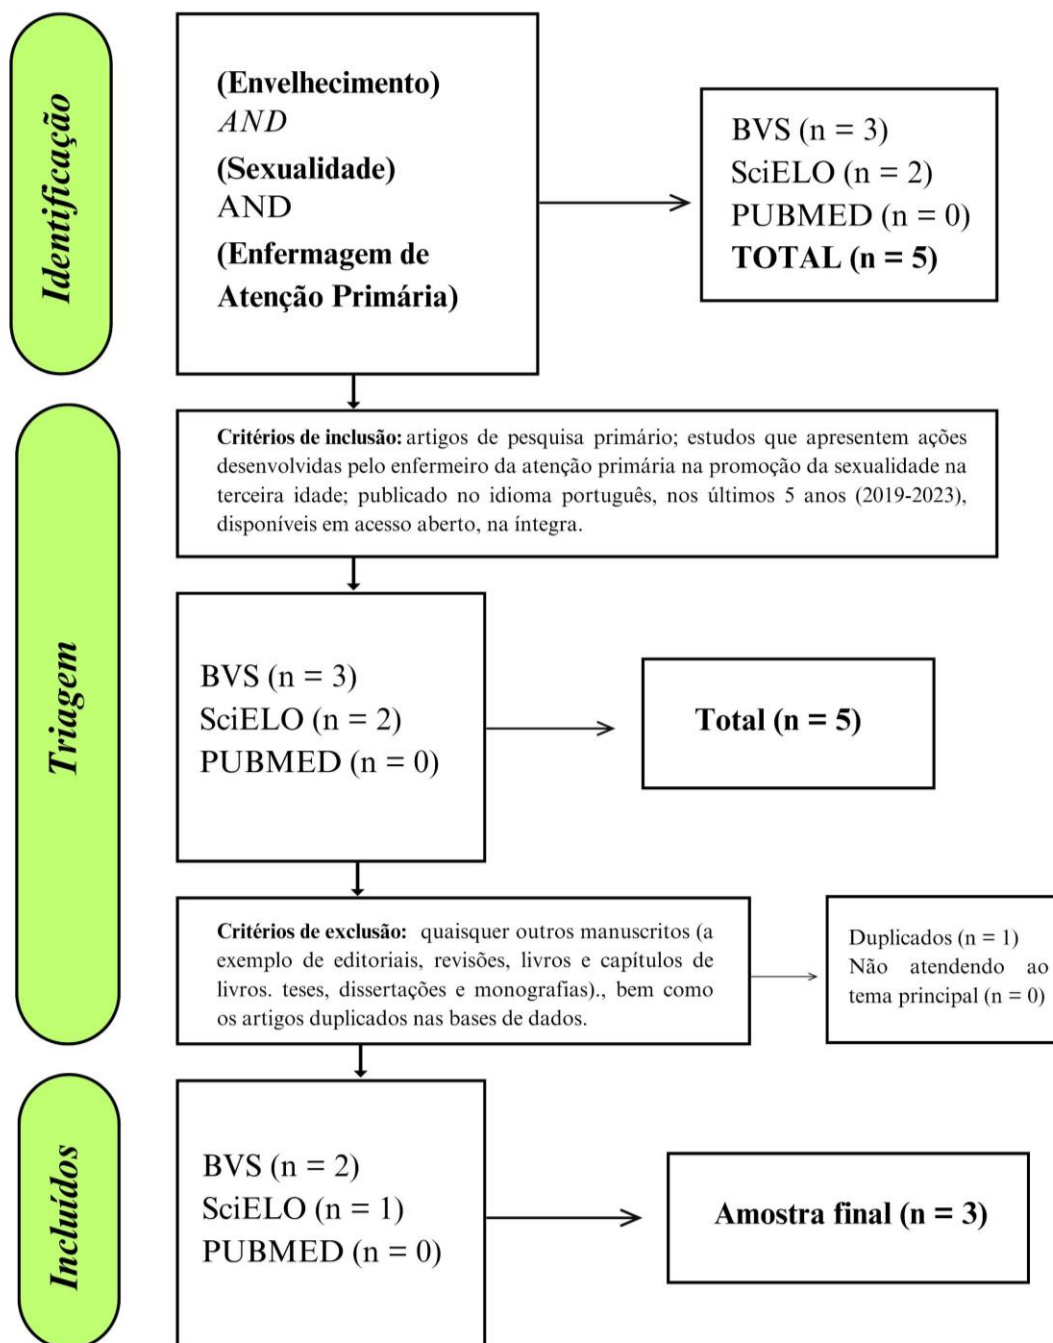 Identificação
(Envelhecimento)
AND
(Sexualidade)
AND
(Enfermagem de
Atenção Primária)
BVS (n = 3)
SciELO (n = 2)
PUBMED (n = 0)
TOTAL (n = 5)
Triagem
Critérios de inclusão: artigos de pesquisa primário; estudos que apresentem ações
desenvolvidas pelo enfermeiro da atenção primária na promoção da sexualidade na
terceira idade; publicado no idioma português, nos últimos 5 anos (2019-2023),
disponíveis em acesso aberto, na íntegra.
BVS (n = 3)
SciELO (n = 2)
PUBMED (n = 0)
Total (n = 5)
Critérios de exclusão: quaisquer outros manuscritos (a
exemplo de editoriais, revisões, livros e capítulos de
livros. teses, dissertações e monografias)., bem como
os artigos duplicados nas bases de dados.
Duplicados (n = 1)
Não atendendo ao
tema principal (n = 0)
Incluídos
BVS (n = 2)
SciELO (n = 1)
PUBMED (n = 0)
Amostra final (n = 3)